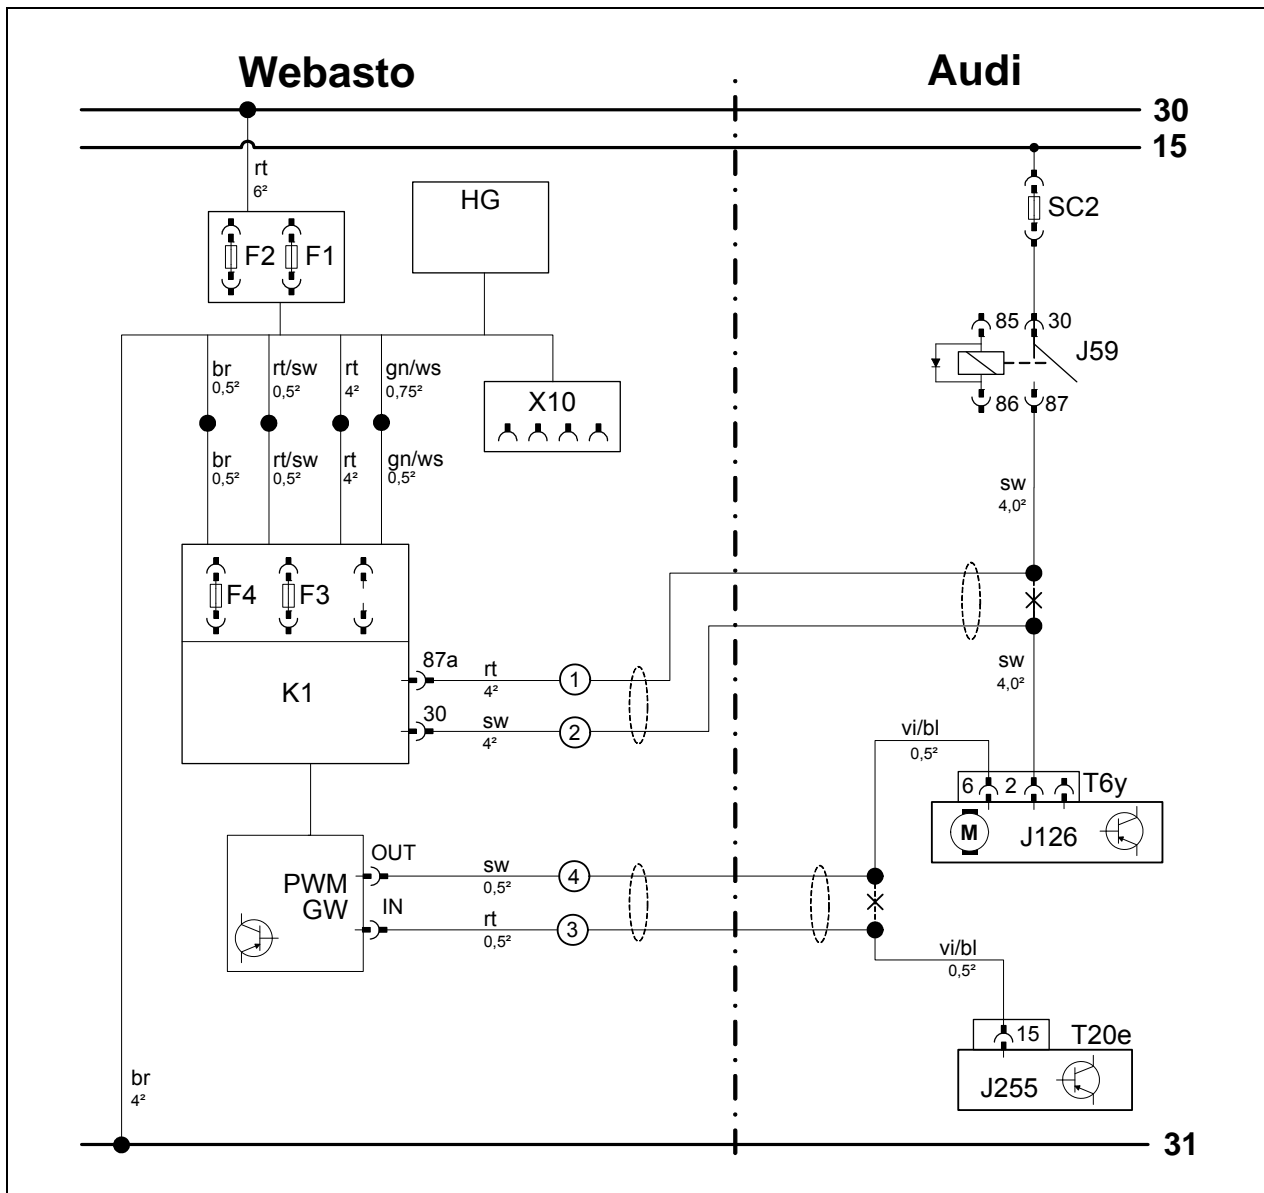 Webasto
Audi
30
15
rt
6²
HG
SC2
F2
F1
85
30
J59
br
0,5²
rt/sw
0,5²
rt
4²
gn/ws
0,75²
X10
86
87
br
0,5²
rt/sw
0,5²
rt
4²
gn/ws
0,5²
sw
4,0²
F4
F3
87a
rt
4²
1
sw
4,0²
K1
30
sw
4²
2
vi/bl
0,5²
6
2
T6y
M
J126
OUT
sw
0,5²
4
PWM
GW
IN
rt
0,5²
3
vi/bl
0,5²
15
T20e
J255
br
4²
31